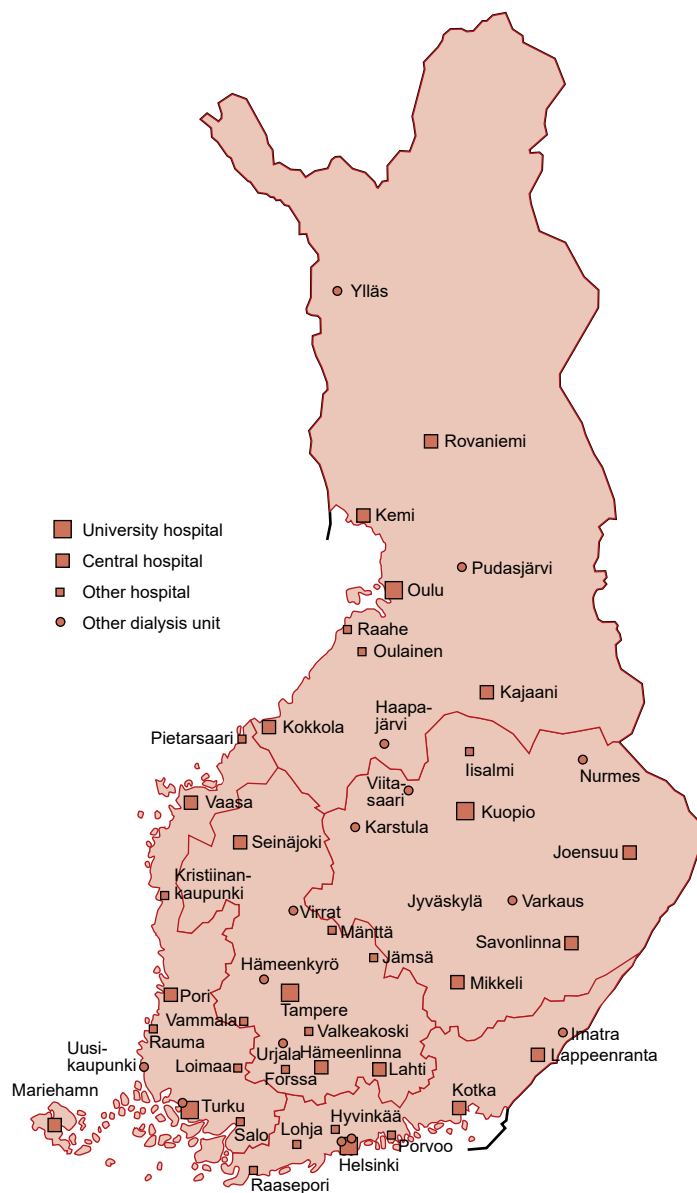 Ylläs
Rovaniemi
Kemi
University hospital
Central hospital
Other hospital
Other dialysis unit
Pudasjärvi
Oulu
Raahe
Oulainen
Kajaani
Haapa-
järvi
Kokkola
Pietarsaari
Iisalmi
Nurmes
Viita-
saari
Vaasa
Kuopio
Karstula
Seinäjoki
Joensuu
Kristiinan-
kaupunki
Jyväskylä
Varkaus
Virrat
Mänttä
Savonlinna
Jämsä
Hämeenkyrö
Mikkeli
Pori
Tampere
Vammala
Rauma
Valkeakoski
Imatra
Uusi-
kaupunki
Urjala
Hämeenlinna
Lappeenranta
Loimaa
Forssa
Lahti
Mariehamn
Kotka
Turku
Salo
Lohja
Hyvinkää
Porvoo
Helsinki
Raasepori